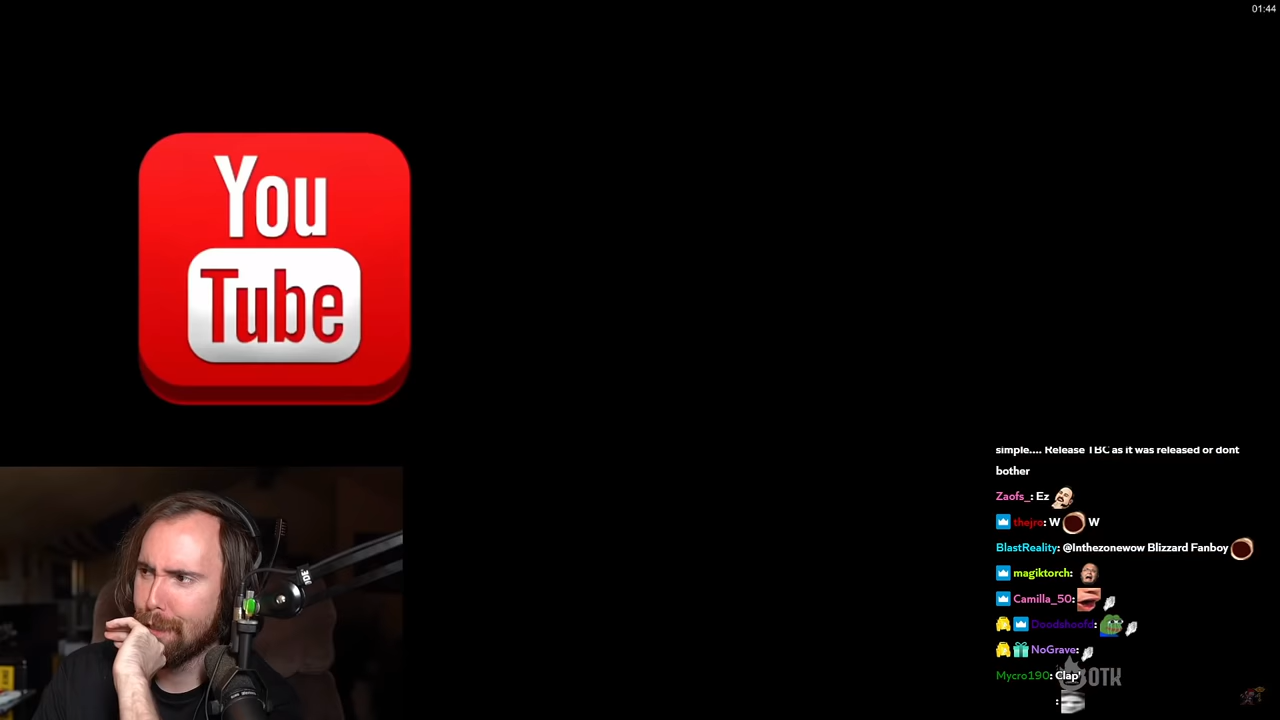 01:44
You
Tube
simple.... Release TBC as it was released or dont
bother
Zaofs_: Ez
thejro: W W
BlastReality: @Inthezonewow Blizzard Fanboy
magiktorch:
Camilla_50:
Doodshoofd:
NoGrave:
Mycro190: Clap
OTK
: